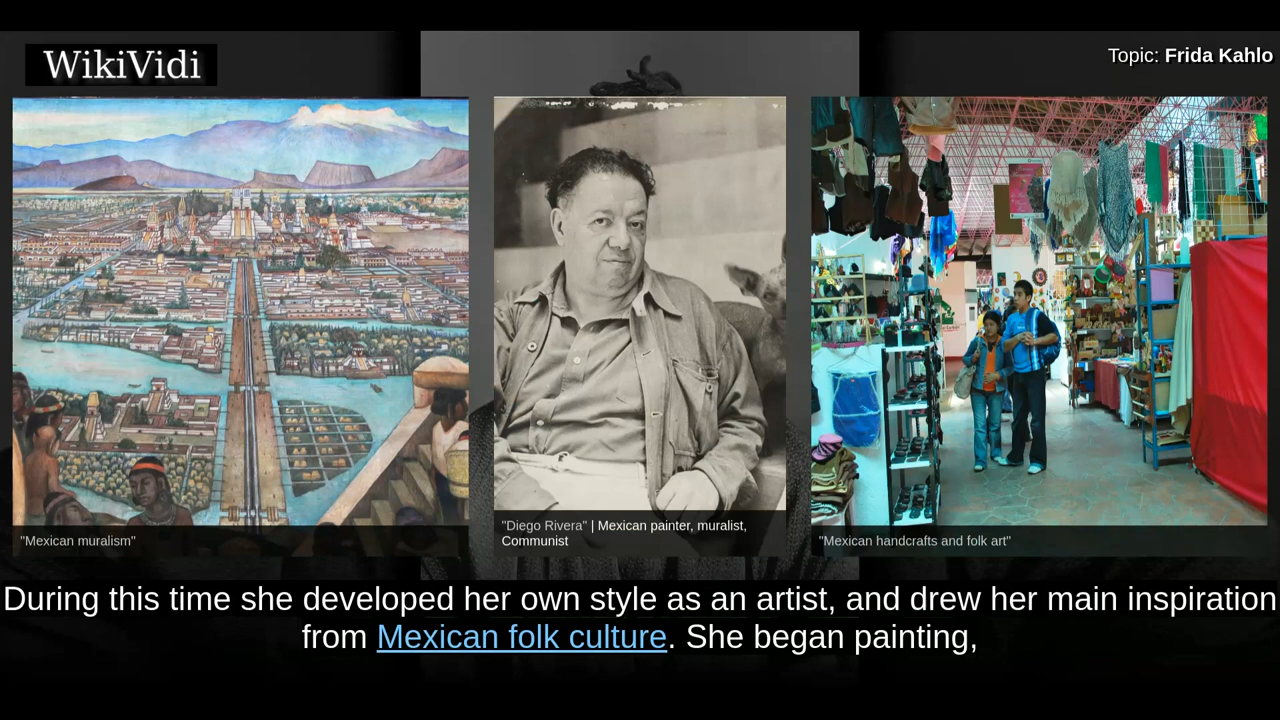 WikiVidi
Topic: Frida Kahlo
"Mexican muralism"
"Diego Rivera" | Mexican painter, muralist,
Communist
"Mexican handcrafts and folk art"
During this time she developed her own style as an artist, and drew her main inspiration
from Mexican folk culture. She began painting,